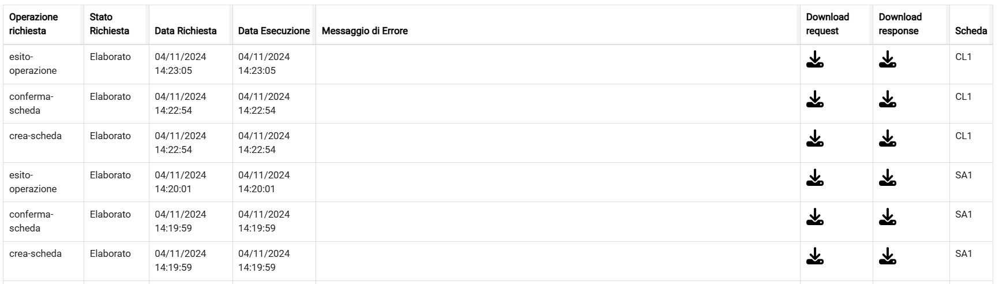 Operazione richiesta
Stato Richiesta
Data Richiesta
Data Esecuzione
Messaggio di Errore
Download request
Download response
Scheda
esito-
operazione
Elaborato
04/11/2024
14:23:05
04/11/2024
14:23:05
CL1
conferma-
scheda
Elaborato
04/11/2024
14:22:54
04/11/2024
14:22:54
CL1
crea-scheda
Elaborato
04/11/2024
14:22:54
04/11/2024
14:22:54
CL1
esito-
operazione
Elaborato
04/11/2024
14:20:01
04/11/2024
14:20:01
SA1
conferma-
scheda
Elaborato
04/11/2024
14:19:59
04/11/2024
14:19:59
SA1
crea-scheda
Elaborato
04/11/2024
14:19:59
04/11/2024
14:19:59
SA1